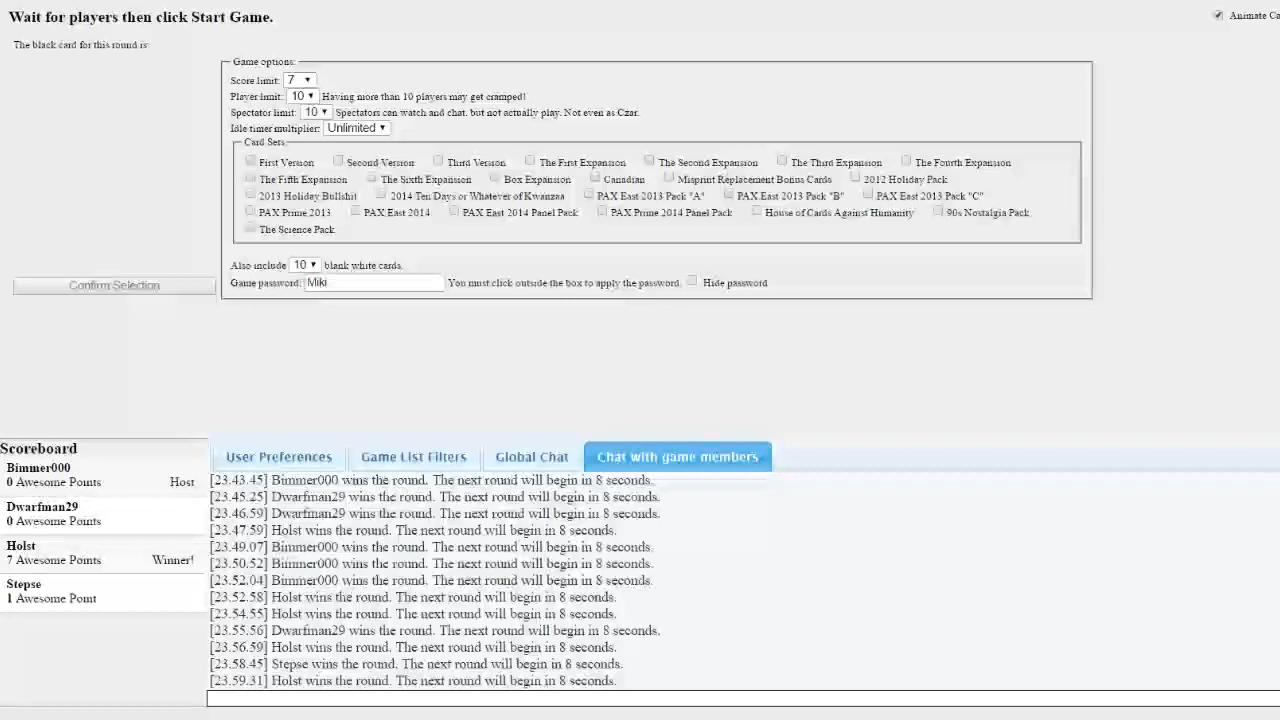 Wait for players then click Start Game.
Animate Ca
The black card for this round is
Game options:
Score limit: 7
Player limit: 10 Having more than 10 players may get cramped!
Spectator limit: 10 Spectators can watch and chat, but not actually play. Not even as Czar.
Idle timer multiplier: Unlimited
Card Sets
First Version Second Version Third Version The First Expansion The Second Expansion The Third Expansion The Fourth Expansion
The Fifth Expansion The Sixth Expansion Box Expansion Canadian Misprint Replacement Bonus Cards 2012 Holiday Pack
2013 Holiday Bullshit 2014 Ten Days or Whatever of Kwanzaa PAX East 2013 Pack "A" PAX East 2013 Pack "B" PAX East 2013 Pack "C"
PAX Prime 2013 PAX East 2014 PAX East 2014 Panel Pack PAX Prime 2014 Panel Pack House of Cards Against Humanity 90s Nostalgia Pack
The Science Pack
Also include 10 blank white cards.
Game password: Miki You must click outside the box to apply the password. Hide password
Confirm Selection
Scoreboard
Bimmer000
0 Awesome Points Host
Dwarfman29
0 Awesome Points
Holst
7 Awesome Points Winner!
Stepse
1 Awesome Point
User Preferences Game List Filters Global Chat Chat with game members
[23.43.45] Bimmer000 wins the round. The next round will begin in 8 seconds.
[23.45.25] Dwarfman29 wins the round. The next round will begin in 8 seconds.
[23.46.59] Dwarfman29 wins the round. The next round will begin in 8 seconds.
[23.47.59] Holst wins the round. The next round will begin in 8 seconds.
[23.49.07] Bimmer000 wins the round. The next round will begin in 8 seconds.
[23.50.52] Bimmer000 wins the round. The next round will begin in 8 seconds.
[23.52.04] Bimmer000 wins the round. The next round will begin in 8 seconds.
[23.52.58] Holst wins the round. The next round will begin in 8 seconds.
[23.54.55] Holst wins the round. The next round will begin in 8 seconds.
[23.55.56] Dwarfman29 wins the round. The next round will begin in 8 seconds.
[23.56.59] Holst wins the round. The next round will begin in 8 seconds.
[23.58.45] Stepse wins the round. The next round will begin in 8 seconds.
[23.59.31] Holst wins the round. The next round will begin in 8 seconds.